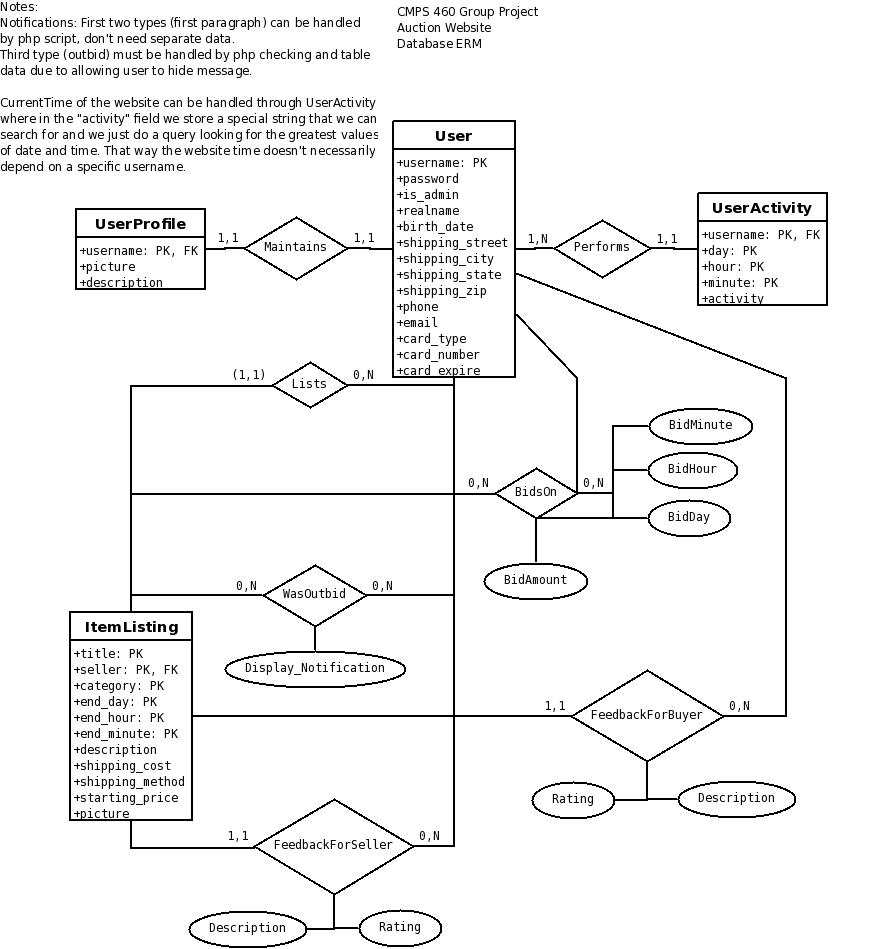 Notes:
Notifications: First two types (first paragraph) can be handled
by php script, don't need separate data.
Third type (outbid) must be handled by php checking and table
data due to allowing user to hide message.
CurrentTime of the website can be handled through UserActivity
where in the "activity" field we store a special string that we can
search for and we just do a query looking for the greatest values
of date and time. That way the website time doesn't necessarily
depend on a specific username.
CMPS 460 Group Project
Auction Website
Database ERM
User
+username: PK
+password
+is_admin
+realname
+birth_date
+shipping_street
+shipping_city
+shipping_state
+shipping_zip
+phone
+email
+card_type
+card_number
+card_expire
UserProfile
+username: PK, FK
+picture
+description
1,1
Maintains
1,1
1,N
Performs
1,1
UserActivity
+username: PK, FK
+day: PK
+hour: PK
+minute: PK
+activity
(1,1)
Lists
0,N
0,N
BidsOn
0,N
BidMinute
BidHour
BidDay
BidAmount
0,N
WasOutbid
0,N
Display_Notification
ItemListing
+title: PK
+seller: PK, FK
+category: PK
+end_day: PK
+end_hour: PK
+end_minute: PK
+description
+shipping_cost
+shipping_method
+starting_price
+picture
1,1
FeedbackForBuyer
0,N
Rating
Description
1,1
FeedbackForSeller
0,N
Description
Rating